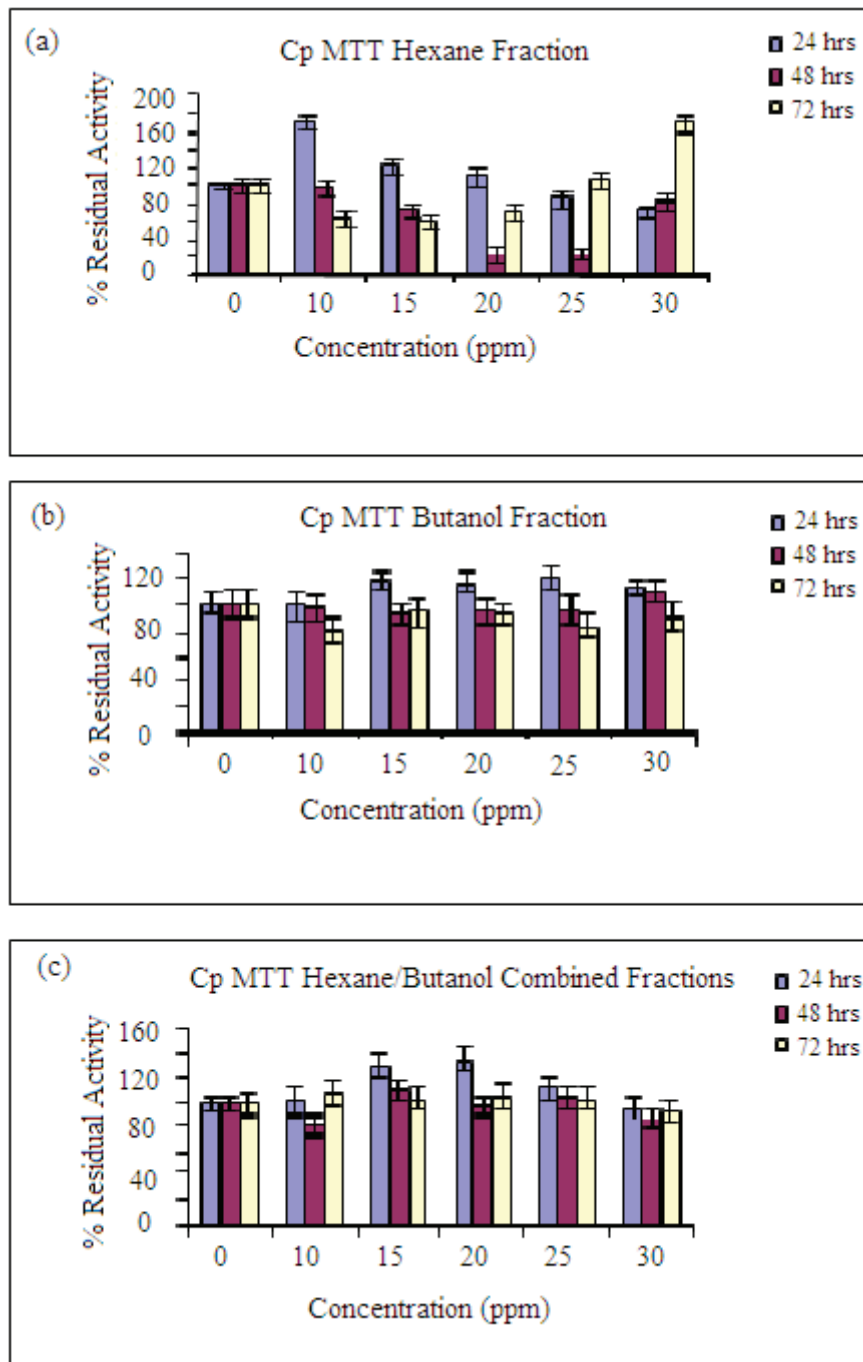 (a)
Cp MTT Hexane Fraction
24 hrs
48 hrs
72 hrs
% Residual Activity
200
160
120
80
40
0
0 10 15 20 25 30
Concentration (ppm)
(b)
Cp MTT Butanol Fraction
24 hrs
48 hrs
72 hrs
% Residual Activity
120
80
40
0
0 10 15 20 25 30
Concentration (ppm)
(c)
Cp MTT Hexane/Butanol Combined Fractions
24 hrs
48 hrs
72 hrs
% Residual Activity
160
120
80
40
0
0 10 15 20 25 30
Concentration (ppm)